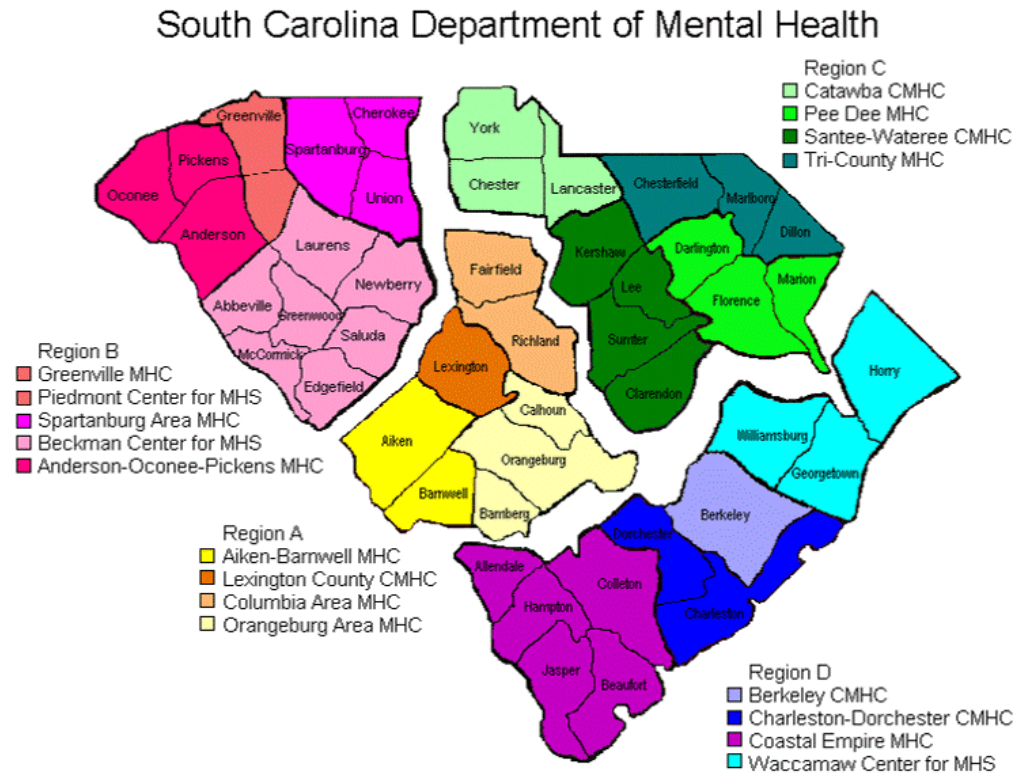 South Carolina Department of Mental Health
Region C
Catawba CMHC
Pee Dee MHC
Santee-Wateree CMHC
Tri-County MHC
Greenville
Cherokee
Spartanburg
Pickens
Oconee
Union
Anderson
York
Chester
Lancaster
Chesterfield
Marlboro
Dillon
Laurens
Newberry
Abbeville
Greenwood
Saluda
McCormick
Edgefield
Fairfield
Richland
Lexington
Kershaw
Lee
Sumter
Clarendon
Darlington
Marion
Florence
Horry
Williamsburg
Georgetown
Region B
Greenville MHC
Piedmont Center for MHS
Spartanburg Area MHC
Beckman Center for MHS
Anderson-Oconee-Pickens MHC
Aiken
Calhoun
Orangeburg
Barnwell
Bamberg
Berkeley
Dorchester
Charleston
Region A
Aiken-Barnwell MHC
Lexington County CMHC
Columbia Area MHC
Orangeburg Area MHC
Allendale
Colleton
Hampton
Jasper
Beaufort
Region D
Berkeley CMHC
Charleston-Dorchester CMHC
Coastal Empire MHC
Waccamaw Center for MHS